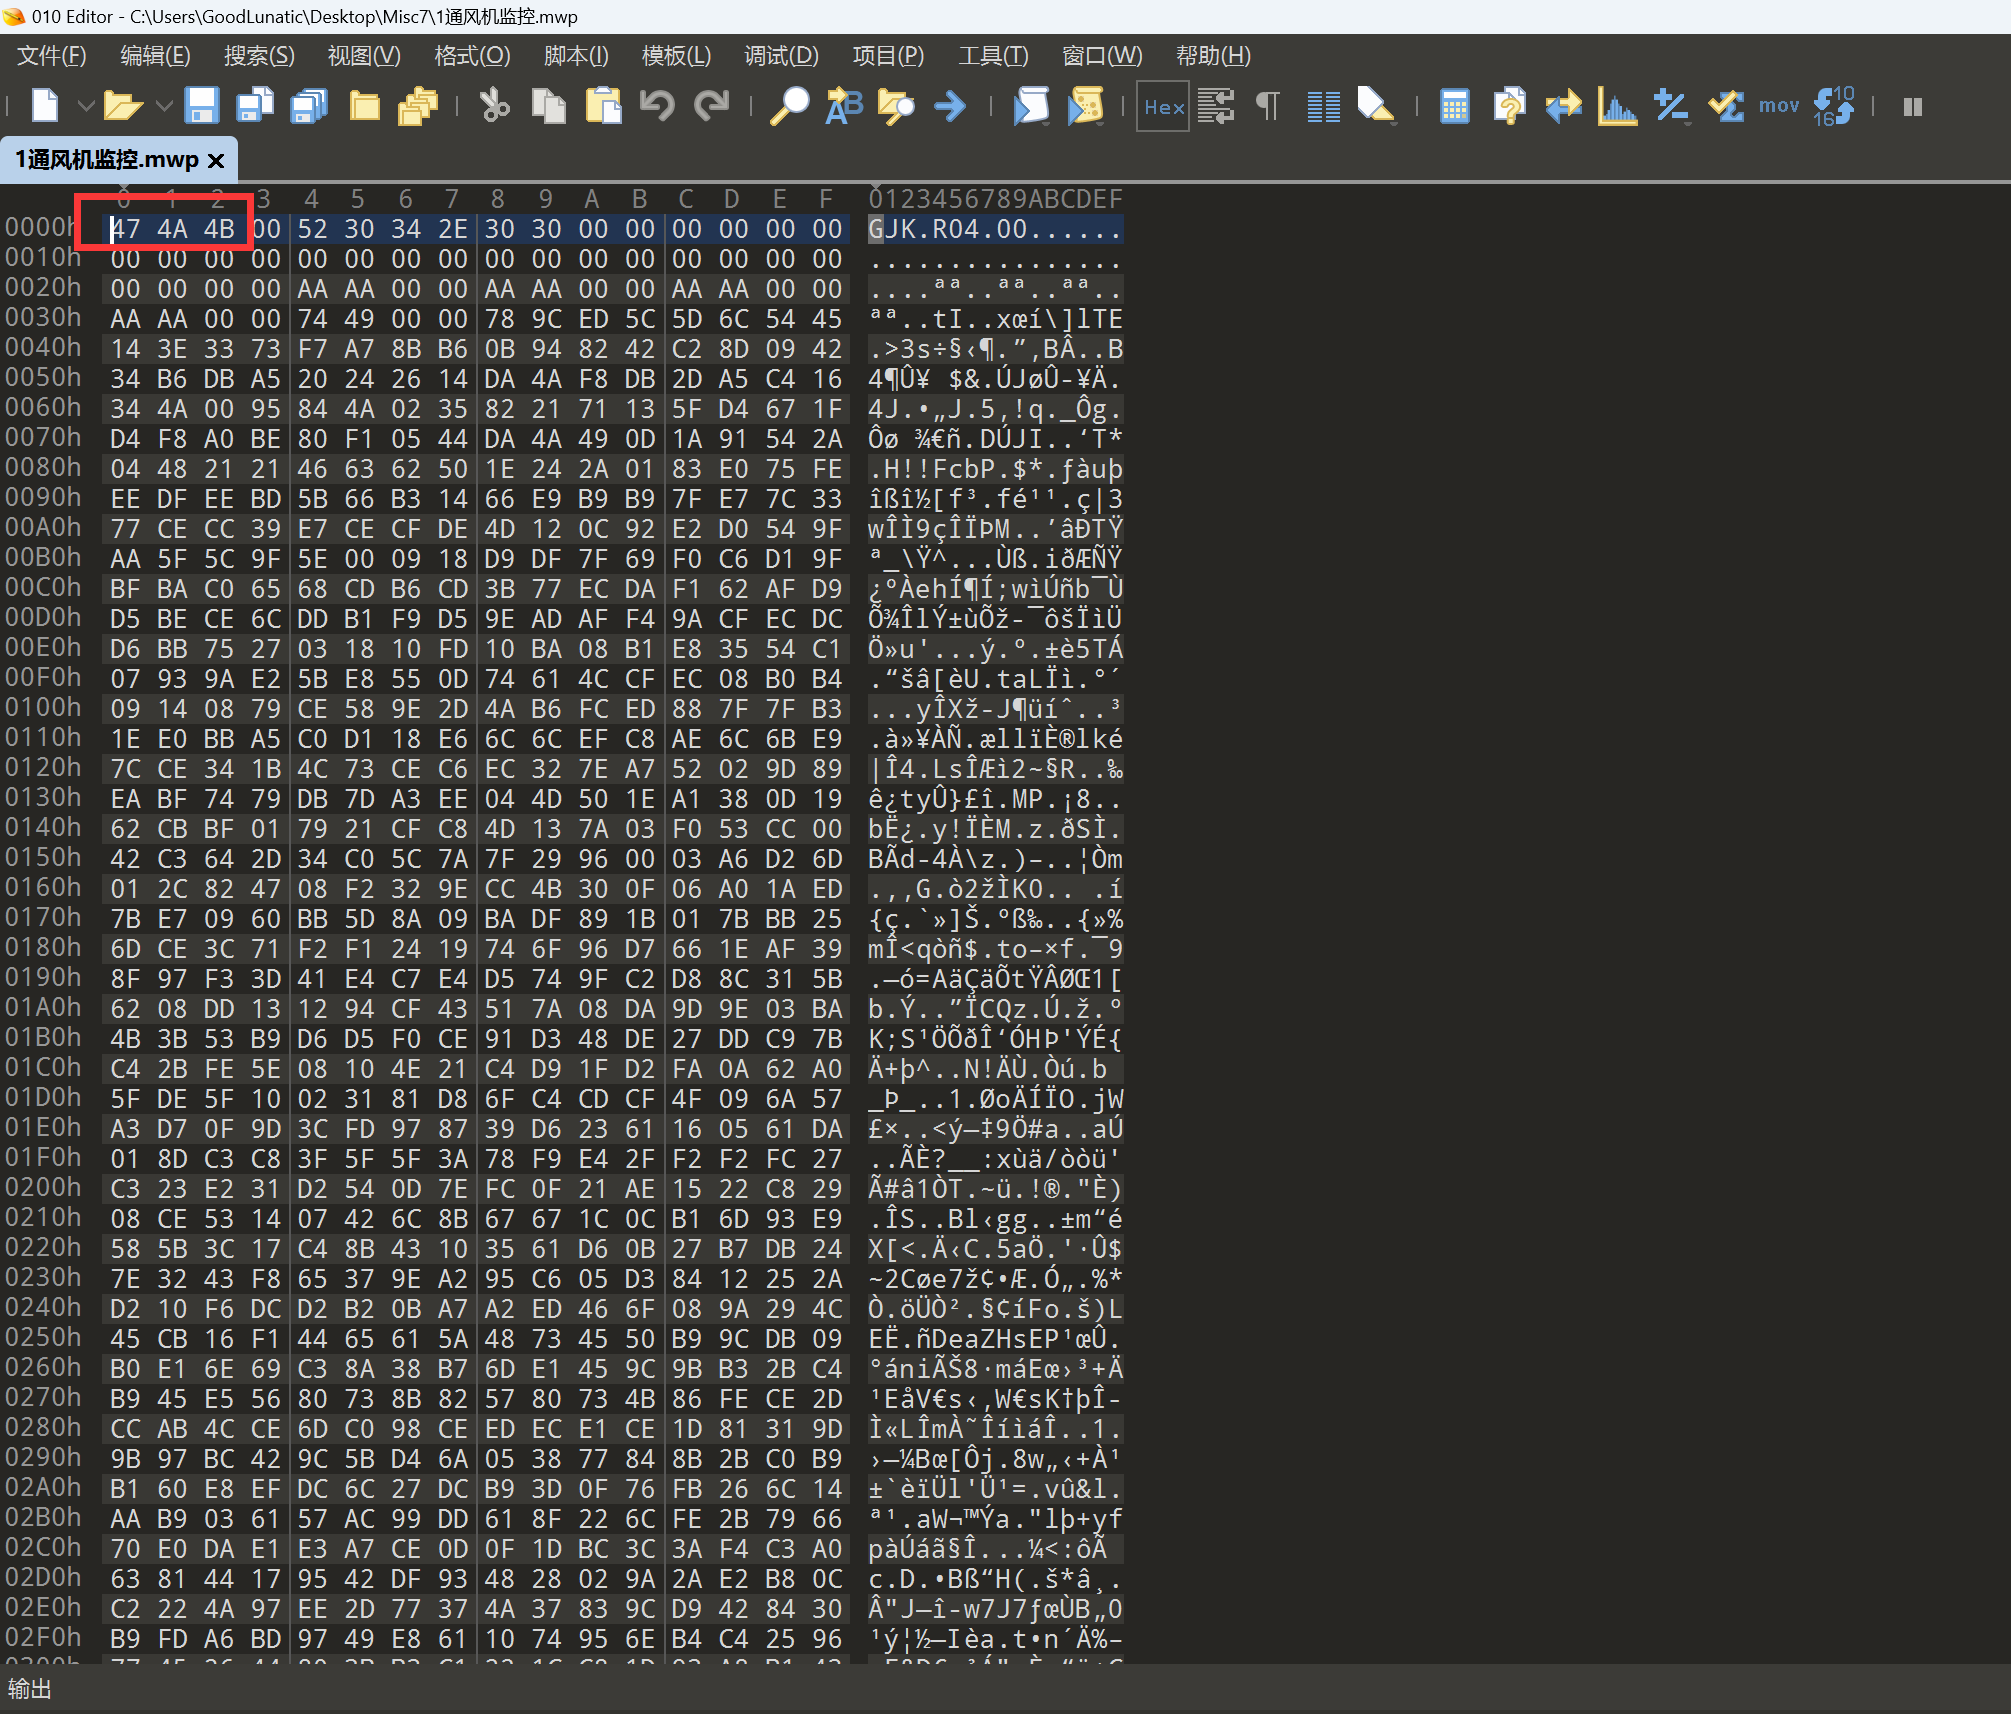 010 Editor - C:\Users\GoodLunatic\Desktop\Misc7\1通风机监控.mwp
文件(F) 编辑(E) 搜索(S) 视图(V) 格式(O) 脚本(I) 模板(L) 调试(D) 项目(P) 工具(T) 窗口(W) 帮助(H)
Hex mov 10 16
1通风机监控.mwp ×
0 1 2 3 4 5 6 7 8 9 A B C D E F 0123456789ABCDEF
0000h 47 4A 4B 00 52 30 34 2E 30 30 00 00 00 00 00 00 GJK.R04.00......
0010h 00 00 00 00 00 00 00 00 00 00 00 00 00 00 00 00 ................
0020h 00 00 00 00 AA AA 00 00 AA AA 00 00 AA AA 00 00 ....ªª..ªª..ªª..
0030h AA AA 00 00 74 49 00 00 78 9C ED 5C 5D 6C 54 45 ªª..tI..xœí\]lTE
0040h 14 3E 33 73 F7 A7 8B B6 0B 94 82 42 C2 8D 09 42 .>3s÷§‹¶.”‚BÂ..B
0050h 34 B6 DB A5 20 24 26 14 DA 4A F8 DB 2D A5 C4 16 4¶Û¥ $&.ÚJøÛ-¥Ä.
0060h 34 4A 00 95 84 4A 02 35 82 21 71 13 5F D4 67 1F 4J.•„J.5‚!q._Ôg.
0070h D4 F8 A0 BE 80 F1 05 44 DA 4A 49 0D 1A 91 54 2A Ôø ¾€ñ.DÚJI..‘T*
0080h 04 48 21 21 46 63 62 50 1E 24 2A 01 83 E0 75 FE .H!!FcbP.$*.ƒàuþ
0090h EE DF EE BD 5B 66 B3 14 66 E9 B9 B9 7F E7 7C 33 îßî½[f³.fé¹¹.ç|3
00A0h 77 CE CC 39 E7 CE CF DE 4D 12 0C 92 E2 D0 54 9F wÎÌ9çÎÏÞM..’âÐTŸ
00B0h AA 5F 5C 9F 5E 00 09 18 D9 DF 7F 69 F0 C6 D1 9F ª_\Ÿ^...Ùß.iðÆÑŸ
00C0h BF BA C0 65 68 CD B6 CD 3B 77 EC DA F1 62 AF D9 ¿ºÀehÍ¶Í;wìÚñb¯Ù
00D0h D5 BE CE 6C DD B1 F9 D5 9E AD AF F4 9A CF EC DC Õ¾ÎlÝ±ùÕž-¯ôšÏìÜ
00E0h D6 BB 75 27 03 18 10 FD 10 BA 08 B1 E8 35 54 C1 Ö»u'...ý.º.±è5TÁ
00F0h 07 93 9A E2 5B E8 55 0D 74 61 4C CF EC 08 B0 B4 .“šâ[èU.taLÏì.°´
0100h 09 14 08 79 CE 58 9E 2D 4A B6 FC ED 88 7F 7F B3 ...yÎXž-J¶üíˆ..³
0110h 1E E0 BB A5 C0 D1 18 E6 6C 6C EF C8 AE 6C 6B E9 .à»¥ÀÑ.ællïÈ®lké
0120h 7C CE 34 1B 4C 73 CE C6 EC 32 7E A7 52 02 9D 89 |Î4.LsÎÆì2~§R..‰
0130h EA BF 74 79 DB 7D A3 EE 04 4D 50 1E A1 38 0D 19 ê¿tyÛ}£î.MP.¡8..
0140h 62 CB BF 01 79 21 CF C8 4D 13 7A 03 F0 53 CC 00 bË¿.y!ÏÈM.z.ðSÌ.
0150h 42 C3 64 2D 34 C0 5C 7A 7F 29 96 00 03 A6 D2 6D BÃd-4À\z.)–..¦Òm
0160h 01 2C 82 47 08 F2 32 9E CC 4B 30 0F 06 A0 1A ED .,‚G.ò2žÌK0.. .í
0170h 7B E7 09 60 BB 5D 8A 09 BA DF 89 1B 01 7B BB 25 {ç.`»]Š.ºß‰..{»%
0180h 6D CE 3C 71 F2 F1 24 19 74 6F 96 D7 66 1E AF 39 mÎ<qòñ$.to–×f.¯9
0190h 8F 97 F3 3D 41 E4 C7 E4 D5 74 9F C2 D8 8C 31 5B .—ó=AäÇäÕtŸÂØŒ1[
01A0h 62 08 DD 13 12 94 CF 43 51 7A 08 DA 9D 9E 03 BA b.Ý..”ÏCQz.Ú.ž.º
01B0h 4B 3B 53 B9 D6 D5 F0 CE 91 D3 48 DE 27 DD C9 7B K;S¹ÖÕðÎ‘ÓHÞ'ÝÉ{
01C0h C4 2B FE 5E 08 10 4E 21 C4 D9 1F D2 FA 0A 62 A0 Ä+þ^..N!ÄÙ.Òú.b
01D0h 5F DE 5F 10 02 31 81 D8 6F C4 CD CF 4F 09 6A 57 _Þ_..1.ØoÄÍÏO.jW
01E0h A3 D7 0F 9D 3C FD 97 87 39 D6 23 61 16 05 61 DA £×..<ý—‡9Ö#a..aÚ
01F0h 01 8D C3 C8 3F 5F 5F 3A 78 F9 E4 2F F2 F2 FC 27 ..ÃÈ?__:xùä/òòü'
0200h C3 23 E2 31 D2 54 0D 7E FC 0F 21 AE 15 22 C8 29 Ã#â1ÒT.~ü.!®."È)
0210h 08 CE 53 14 07 42 6C 8B 67 67 1C 0C B1 6D 93 E9 .ÎS..Bl‹gg..±m“é
0220h 58 5B 3C 17 C4 8B 43 10 35 61 D6 0B 27 B7 DB 24 X[<.Ä‹C.5aÖ.'·Û$
0230h 7E 32 43 F8 65 37 9E A2 95 C6 05 D3 84 12 25 2A ~2Cøe7ž¢•Æ.Ó„.%*
0240h D2 10 F6 DC D2 B2 0B A7 A2 ED 46 6F 08 9A 29 4C Ò.öÜÒ².§¢íFo.š)L
0250h 45 CB 16 F1 44 65 61 5A 48 73 45 50 B9 9C DB 09 EË.ñDeaZHsEP¹œÛ.
0260h B0 E1 6E 69 C3 8A 38 B7 6D E1 45 9C 9B B3 2B C4 °ániÃŠ8·máEœ›³+Ä
0270h B9 45 E5 56 80 73 8B 82 57 80 73 4B 86 FE CE 2D ¹EåV€s‹‚W€sK†þÎ-
0280h CC AB 4C CE 6D C0 98 CE ED EC E1 CE 1D 81 31 9D Ì«LÎmÀ˜ÎíìáÎ..1.
0290h 9B 97 BC 42 9C 5B D4 6A 05 38 77 84 8B 2B C0 B9 ›—¼Bœ[Ôj.8w„‹+À¹
02A0h B1 60 E8 EF DC 6C 27 DC B9 3D 0F 76 FB 26 6C 14 ±`èïÜl'Ü¹=.vû&l.
02B0h AA B9 03 61 57 AC 99 DD 61 8F 22 6C FE 2B 79 66 ª¹.aW¬™Ýa."lþ+yf
02C0h 70 E0 DA E1 E3 A7 CE 0D 0F 1D BC 3C 3A F4 C3 A0 pàÚáã§Î...¼<:ôÃ
02D0h 63 81 44 17 95 42 DF 93 48 28 02 9A 2A E2 B8 0C c.D.•Bß“H(.š*â¸.
02E0h C2 22 4A 97 EE 2D 77 37 4A 37 83 9C D9 42 84 30 Â"J—î-w7J7ƒœÙB„0
02F0h B9 FD A6 BD 97 49 E8 61 10 74 95 6E B4 C4 25 96 ¹ý¦½—Ièa.t•n´Ä%–
输出